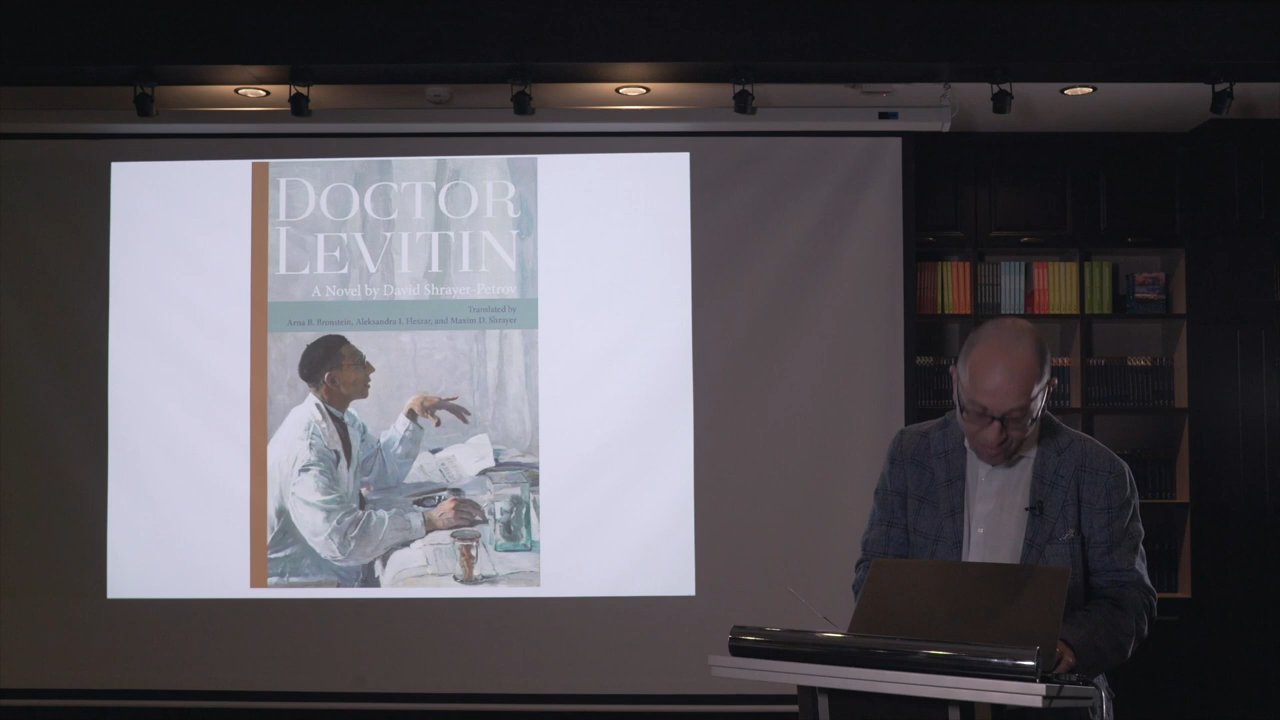 DOCTOR
LEVITIN
A Novel by David Shrayer-Petrov
Translated by
Arna B. Bronstein, Aleksandra I. Fleszar, and Maxim D. Shrayer